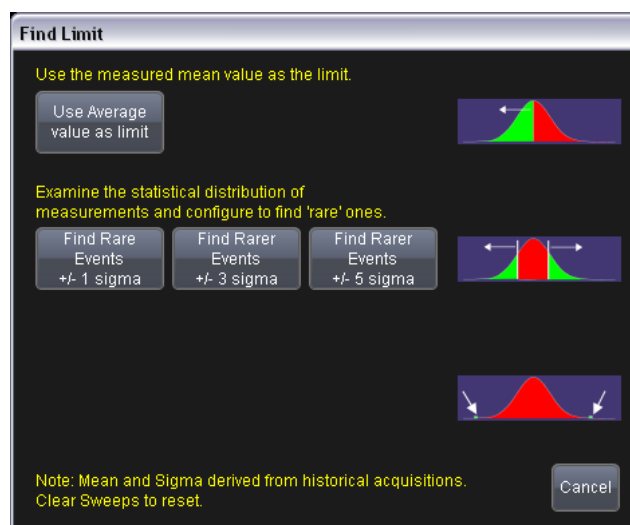 Find Limit
Use the measured mean value as the limit.
Use Average
value as limit
Examine the statistical distribution of
measurements and configure to find 'rare' ones.
Find Rare
Events
+/- 1 sigma
Find Rarer
Events
+/- 3 sigma
Find Rarer
Events
+/- 5 sigma
Note: Mean and Sigma derived from historical acquisitions.
Clear Sweeps to reset.
Cancel